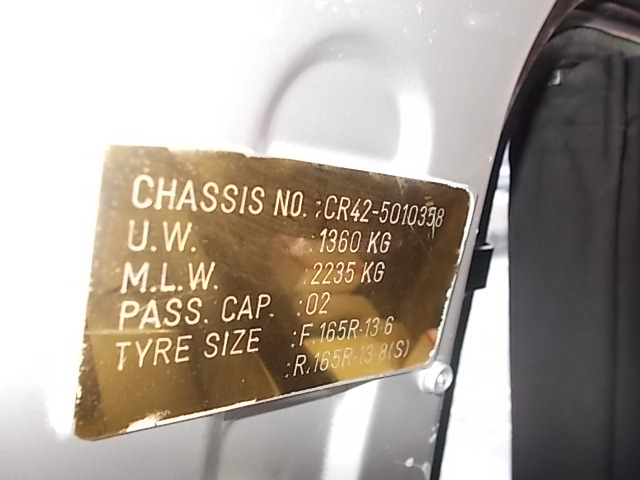 CHASSIS NO. :CR42-5010358
U.W. :1360 KG
M.L.W. :2235 KG
PASS. CAP. :02
TYRE SIZE :F.165R-13-6
:R.165R-13-8(S)